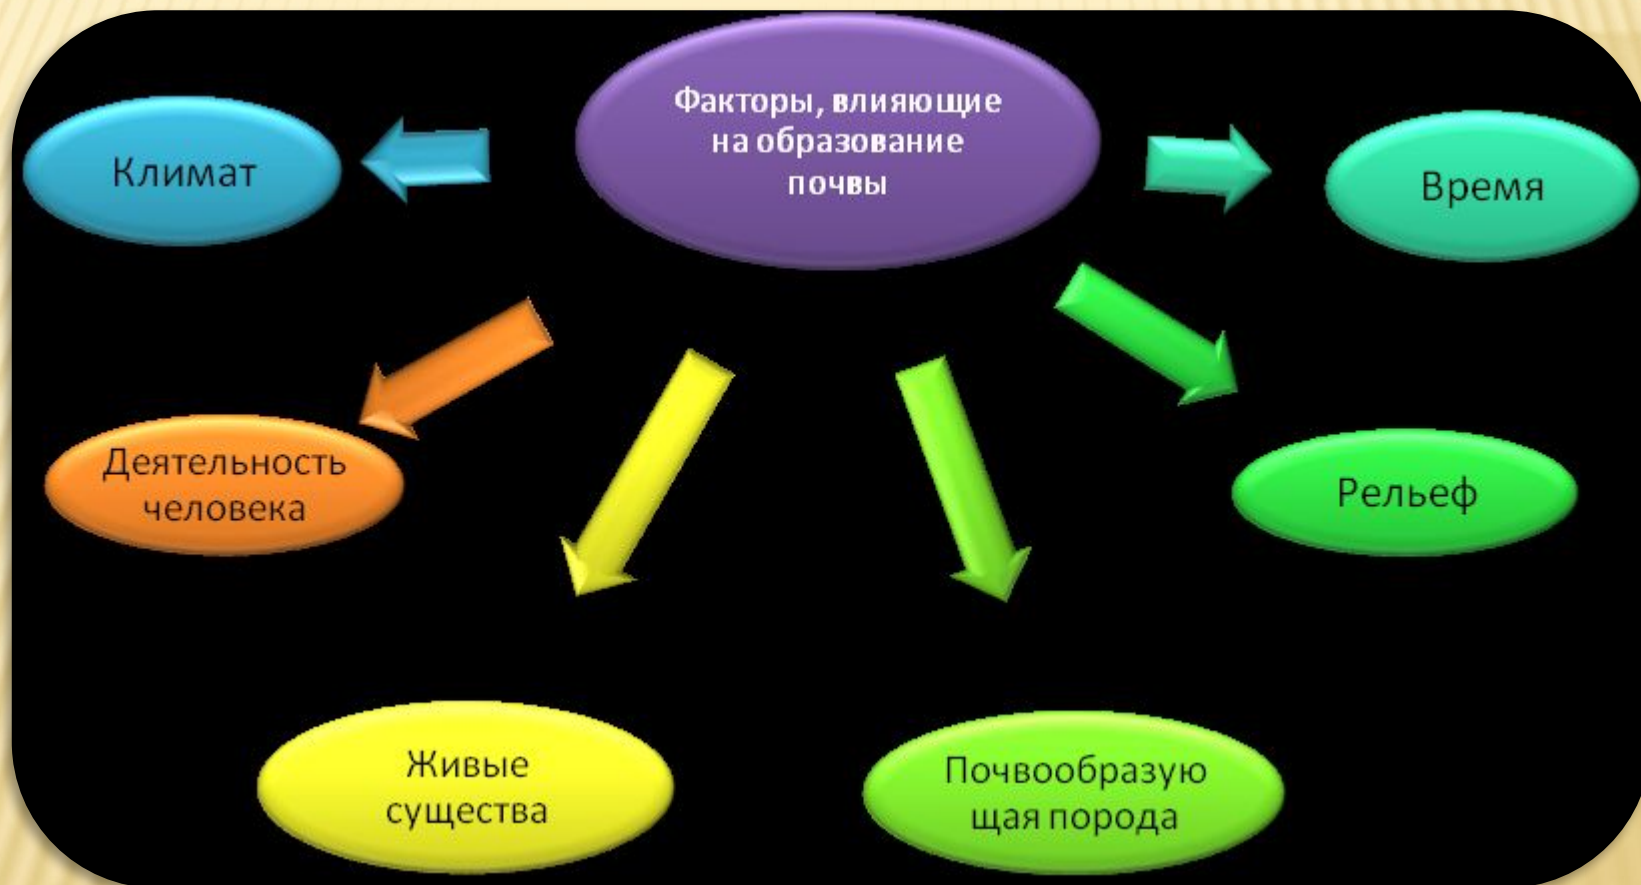 Факторы, влияющие
на образование
почвы
Климат
Время
Деятельность
человека
Рельеф
Живые
существа
Почвообразую
щая порода